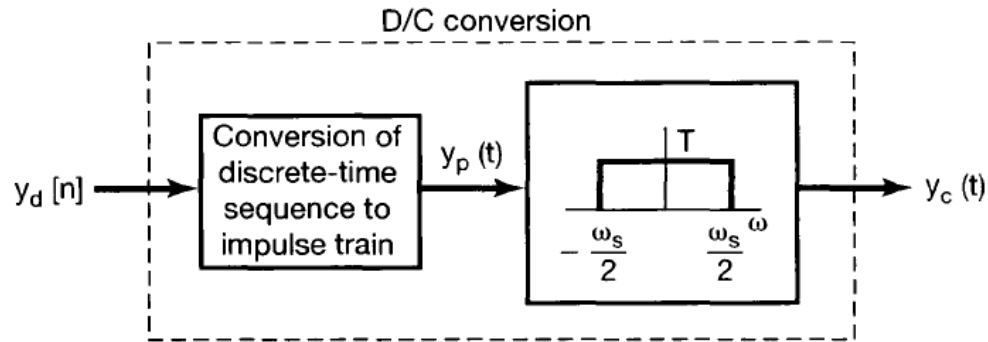 D/C conversion
y_d [n]
Conversion of
discrete-time
sequence to
impulse train
y_p (t)
T
ω
- ω_s/2
ω_s/2
y_c (t)